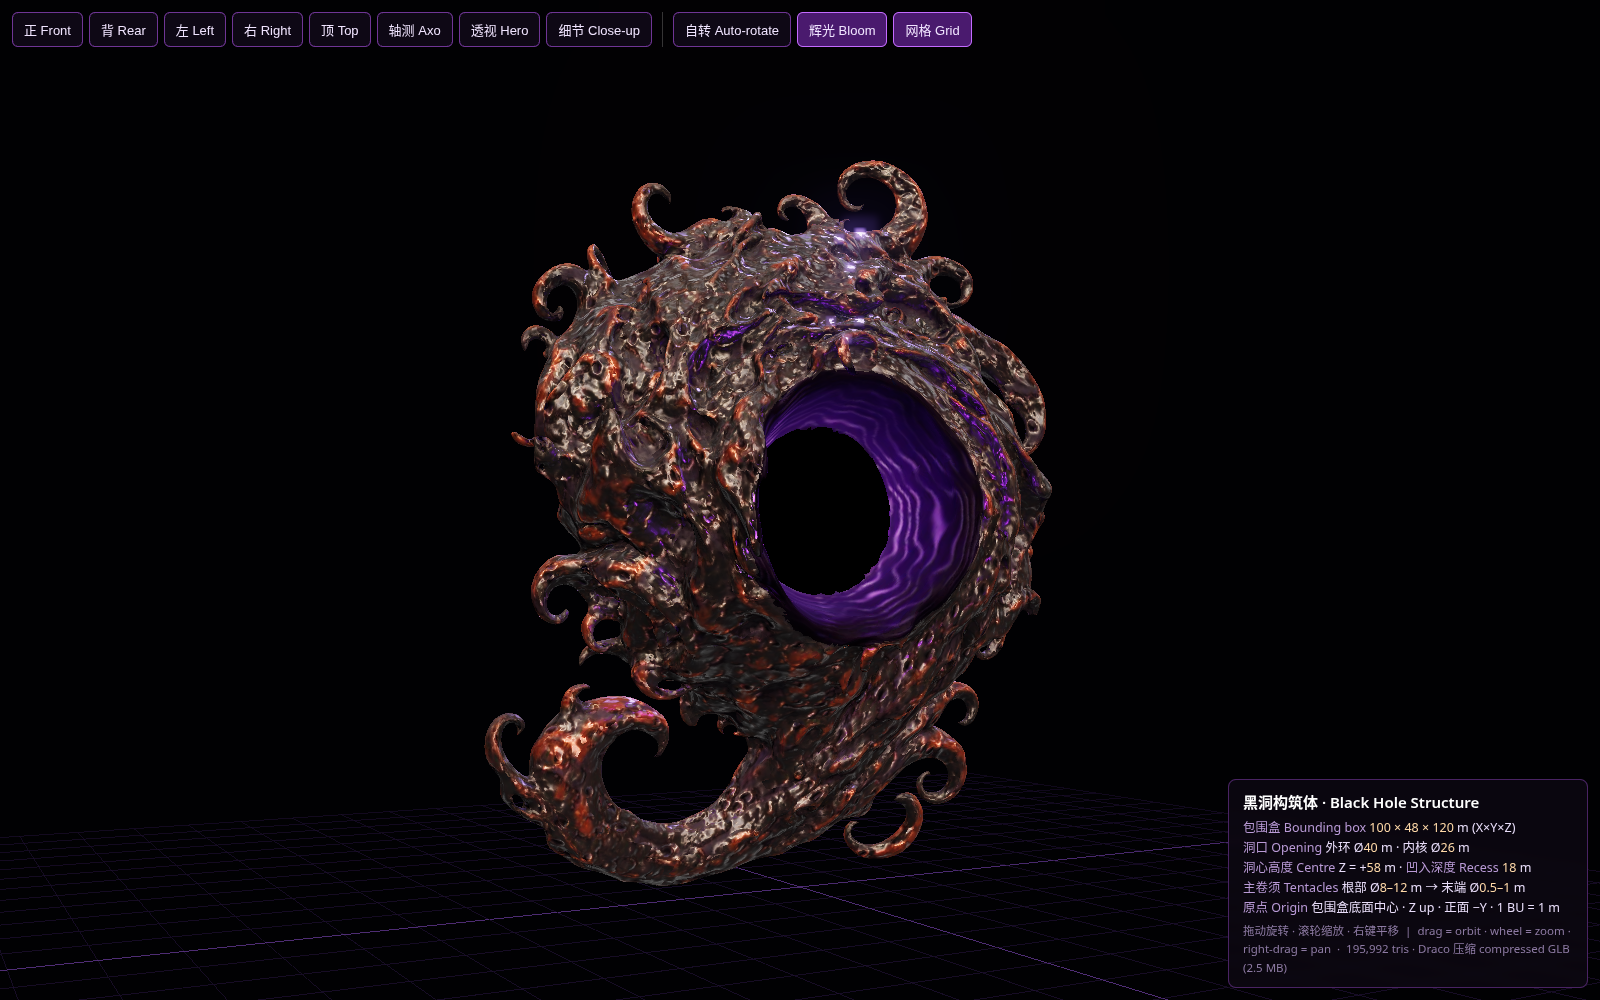 正 Front
背 Rear
左 Left
右 Right
顶 Top
轴测 Axo
透视 Hero
细节 Close-up
自转 Auto-rotate
辉光 Bloom
网格 Grid
黑洞构筑体 · Black Hole Structure
包围盒 Bounding box 100 × 48 × 120 m (X×Y×Z)
洞口 Opening 外环 Ø40 m · 内核 Ø26 m
洞心高度 Centre Z = +58 m · 凹入深度 Recess 18 m
主卷须 Tentacles 根部 Ø8–12 m → 末端 Ø0.5–1 m
原点 Origin 包围盒底面中心 · Z up · 正面 −Y · 1 BU = 1 m
拖动旋转 · 滚轮缩放 · 右键平移 | drag = orbit · wheel = zoom ·
right-drag = pan · 195,992 tris · Draco 压缩 compressed GLB
(2.5 MB)